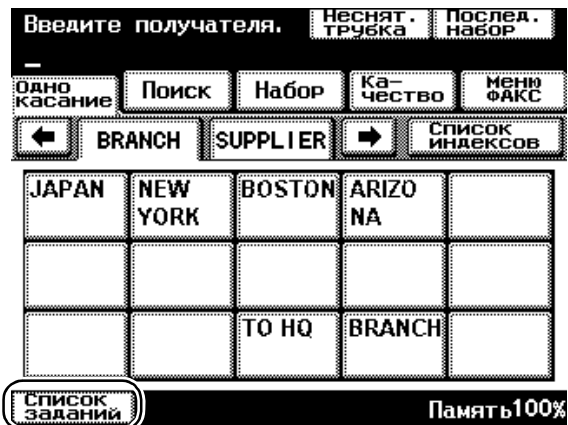 Введите получателя.
Неснят. трубка
Послед. набор
Одно касание
Поиск
Набор
Ка-чество
Меню ФАКС
BRANCH
SUPPLIER
Список индексов
JAPAN
NEW YORK
BOSTON
ARIZO NA
TO HQ
BRANCH
Список заданий
Память100%